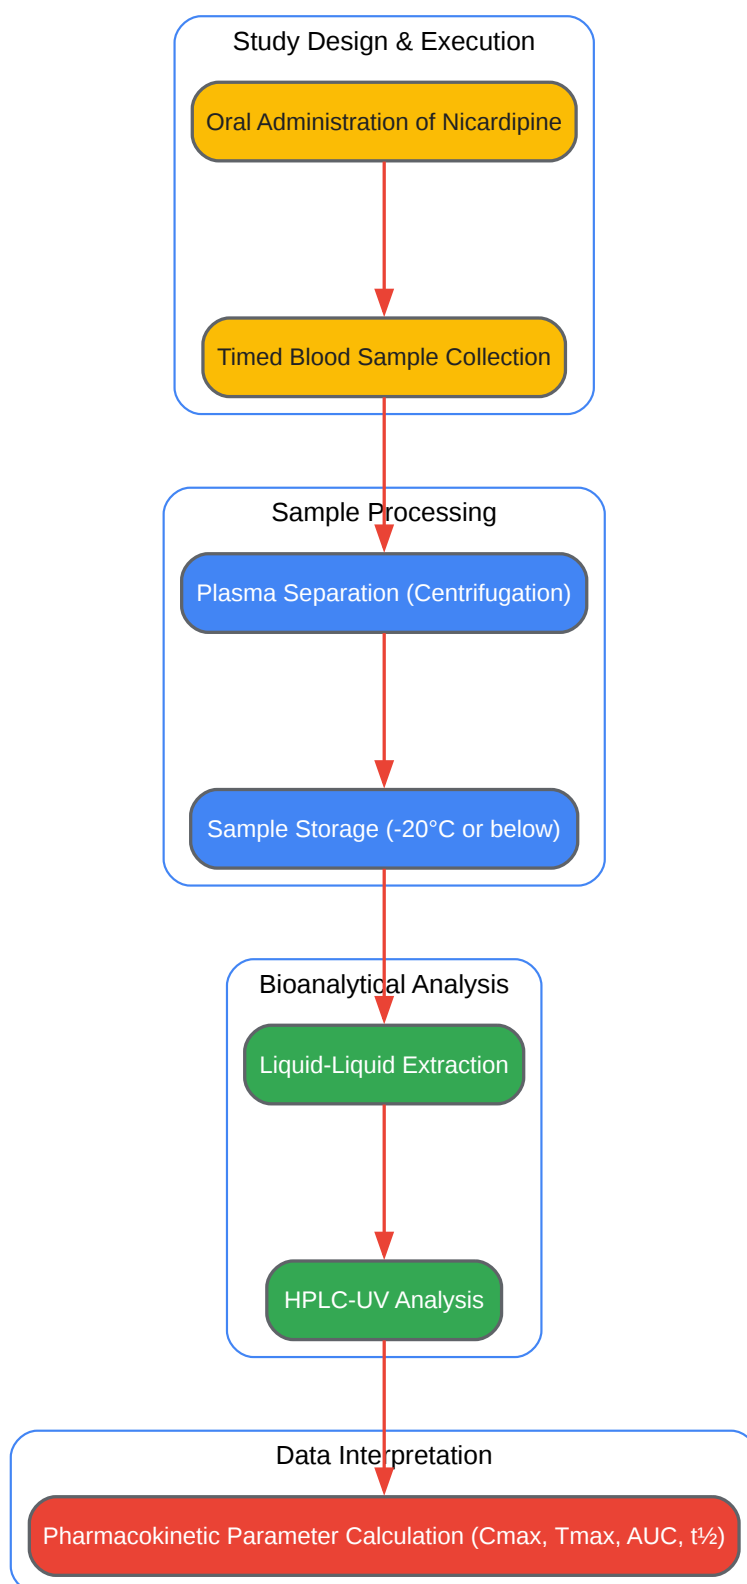 Study Design & Execution
Oral Administration of Nicardipine
Timed Blood Sample Collection
Sample Processing
Plasma Separation (Centrifugation)
Sample Storage (-20°C or below)
Bioanalytical Analysis
Liquid-Liquid Extraction
HPLC-UV Analysis
Data Interpretation
Pharmacokinetic Parameter Calculation (Cmax, Tmax, AUC, t½)